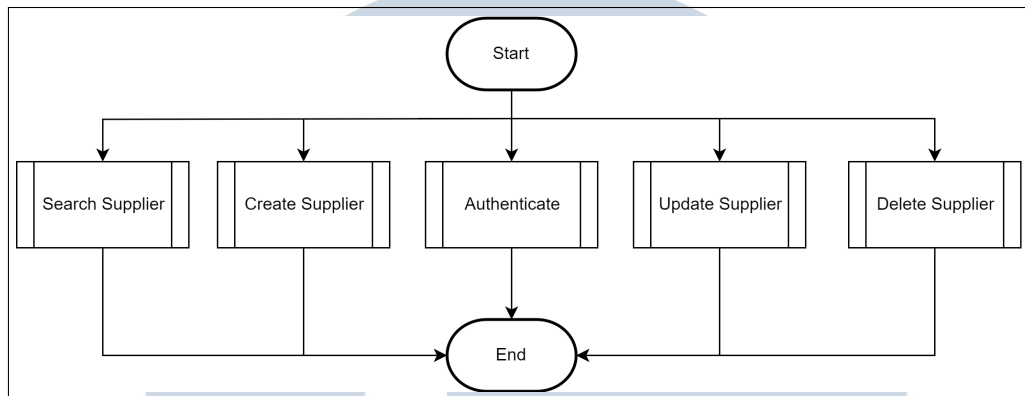 Start
Search Supplier
Create Supplier
Authenticate
Update Supplier
Delete Supplier
End